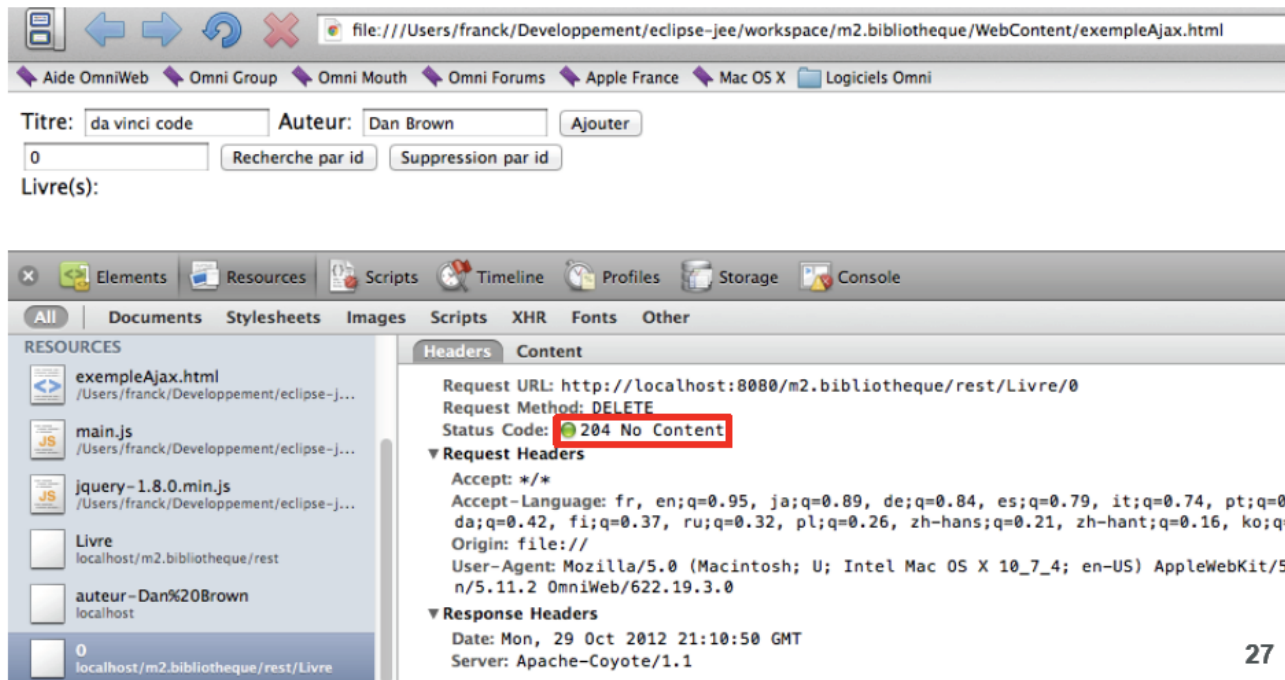 file:///Users/franck/Developpement/eclipse-jee/workspace/m2.bibliotheque/WebContent/exempleAjax.html
Aide OmniWeb Omni Group Omni Mouth Omni Forums Apple France Mac OS X Logiciels Omni
Titre: da vinci code Auteur: Dan Brown Ajouter
0 Recherche par id Suppression par id
Livre(s):
Elements Resources Scripts Timeline Profiles Storage Console
All Documents Stylesheets Images Scripts XHR Fonts Other
RESOURCES
exempleAjax.html
/Users/franck/Developpement/eclipse-j...
main.js
/Users/franck/Developpement/eclipse-j...
jquery-1.8.0.min.js
/Users/franck/Developpement/eclipse-j...
Livre
localhost/m2.bibliotheque/rest
auteur-Dan%20Brown
localhost
0
localhost/m2.bibliotheque/rest/Livre
Headers Content
Request URL: http://localhost:8080/m2.bibliotheque/rest/Livre/0
Request Method: DELETE
Status Code: 204 No Content
Request Headers
Accept: */*
Accept-Language: fr, en;q=0.95, ja;q=0.89, de;q=0.84, es;q=0.79, it;q=0.74, pt;q=0
da;q=0.42, fi;q=0.37, ru;q=0.32, pl;q=0.26, zh-hans;q=0.21, zh-hant;q=0.16, ko;q=
Origin: file://
User-Agent: Mozilla/5.0 (Macintosh; U; Intel Mac OS X 10_7_4; en-US) AppleWebKit/5
n/5.11.2 OmniWeb/622.19.3.0
Response Headers
Date: Mon, 29 Oct 2012 21:10:50 GMT
Server: Apache-Coyote/1.1
27